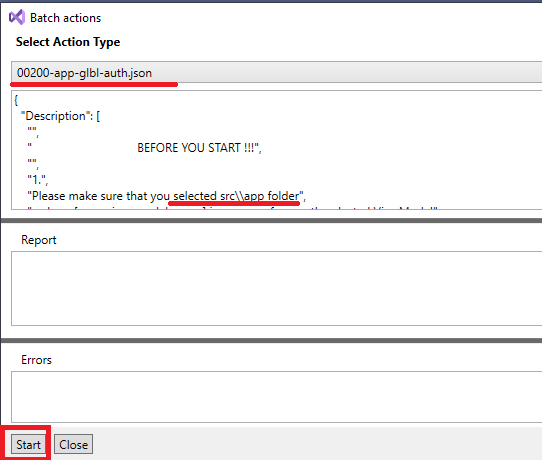 Batch actions
Select Action Type
00200-app-glbl-auth.json
{
"Description": [
"",
" BEFORE YOU START !!!",
"",
"1.",
"Please make sure that you selected src\\app folder",
Report
Errors
Start Close